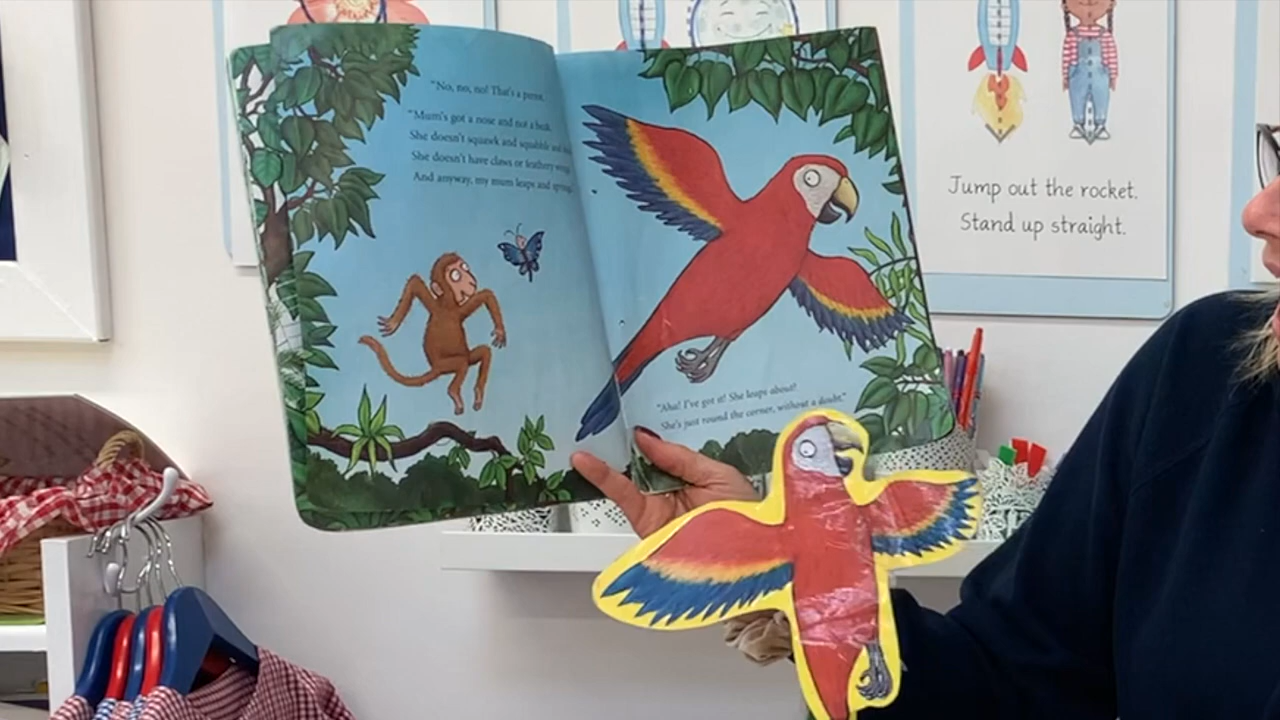 "No, no, no! That's a parrot.
"Mum's got a nose and not a beak.
She doesn't squawk and squabble and
She doesn't have claws or feathery wings.
And anyway, my mum leaps and springs."
"Aha! I've got it! She leaps about!
She's just round the corner, without a doubt."
Jump out the rocket.
Stand up straight.